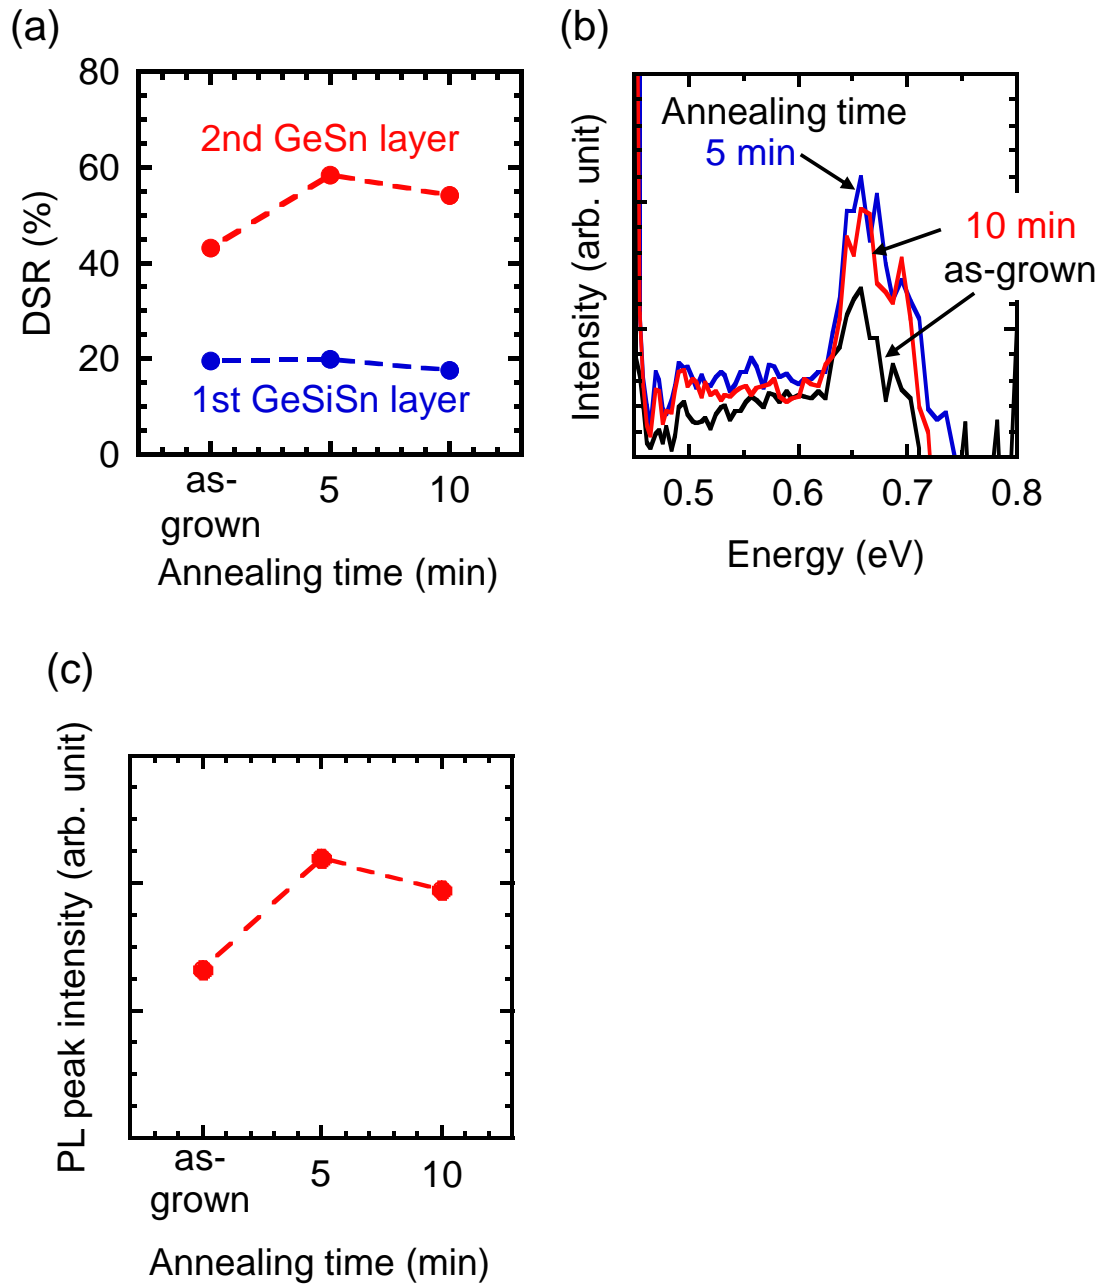 (a)
80
60
40
20
0
DSR (%)
2nd GeSn layer
1st GeSiSn layer
as-
grown
5
10
Annealing time (min)
(b)
Intensity (arb. unit)
Annealing time
5 min
10 min
as-grown
0.5
0.6
0.7
0.8
Energy (eV)
(c)
PL peak intensity (arb. unit)
as-
grown
5
10
Annealing time (min)